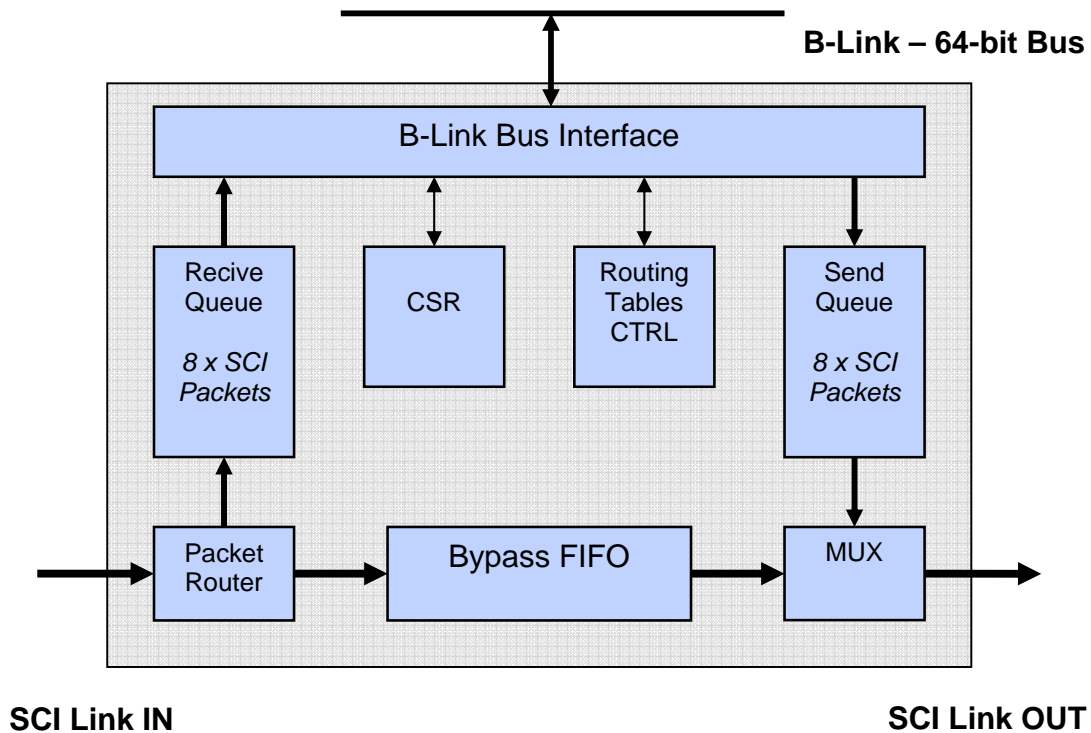 B-Link – 64-bit Bus
B-Link Bus Interface
Recive
Queue
8 x SCI
Packets
CSR
Routing
Tables
CTRL
Send
Queue
8 x SCI
Packets
Packet
Router
Bypass FIFO
MUX
SCI Link IN
SCI Link OUT